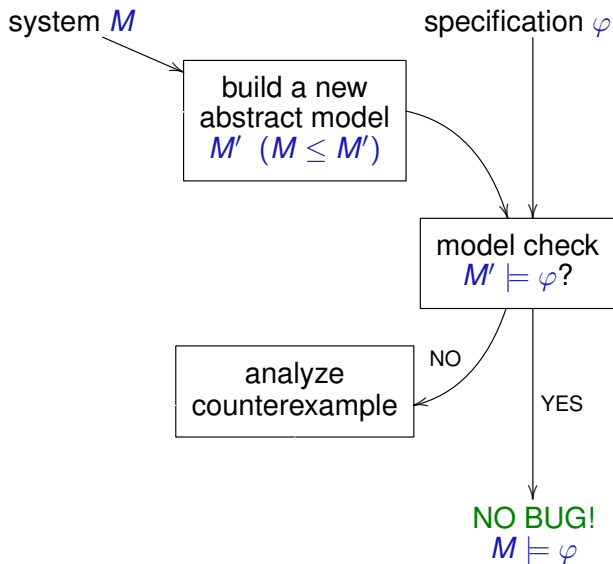 system M
specification φ
build a new
abstract model
M′ (M ≤ M′)
model check
M′ ⊨ φ?
NO
analyze
counterexample
YES
NO BUG!
M ⊨ φ